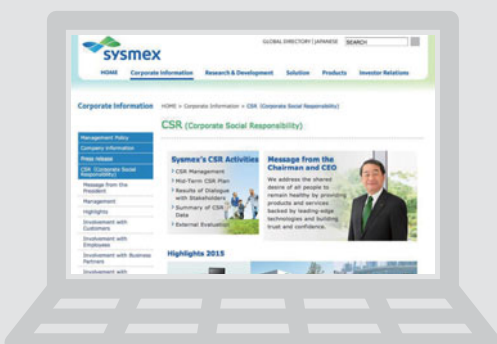 GLOBAL DIRECTORY | JAPANESE SEARCH
sysmex
HOME Corporate Information Research & Development Solution Products Investor Relations
Corporate Information
HOME > Corporate Information > CSR (Corporate Social Responsibility)
CSR (Corporate Social Responsibility)
Management Policy
Company Information
Press release
CSR (Corporate Social
Responsibility)
Message from the
President
Management
Highlights
Involvement with
Customers
Involvement with
Employees
Involvement with Business
Partners
Involvement with
Sysmex's CSR Activities
CSR Management
Mid-Term CSR Plan
Results of Dialogue
with Stakeholders
Summary of CSR
Data
External Evaluation
Message from the
Chairman and CEO
We address the shared
desire of all people to
remain healthy by providing
products and services
backed by leading-edge
technologies and building
trust and confidence.
Highlights 2015